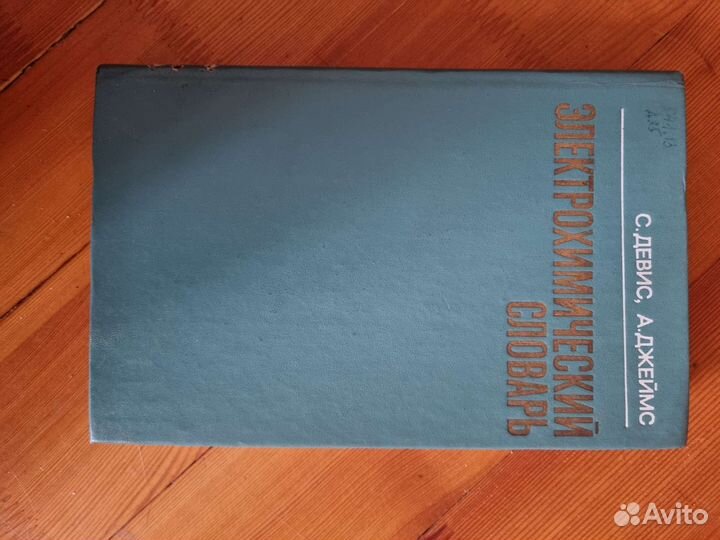 С. ДЕВИС, А. ДЖЕЙМС
ЭЛЕКТРОХИМИЧЕСКИЙ
СЛОВАРЬ
Avito